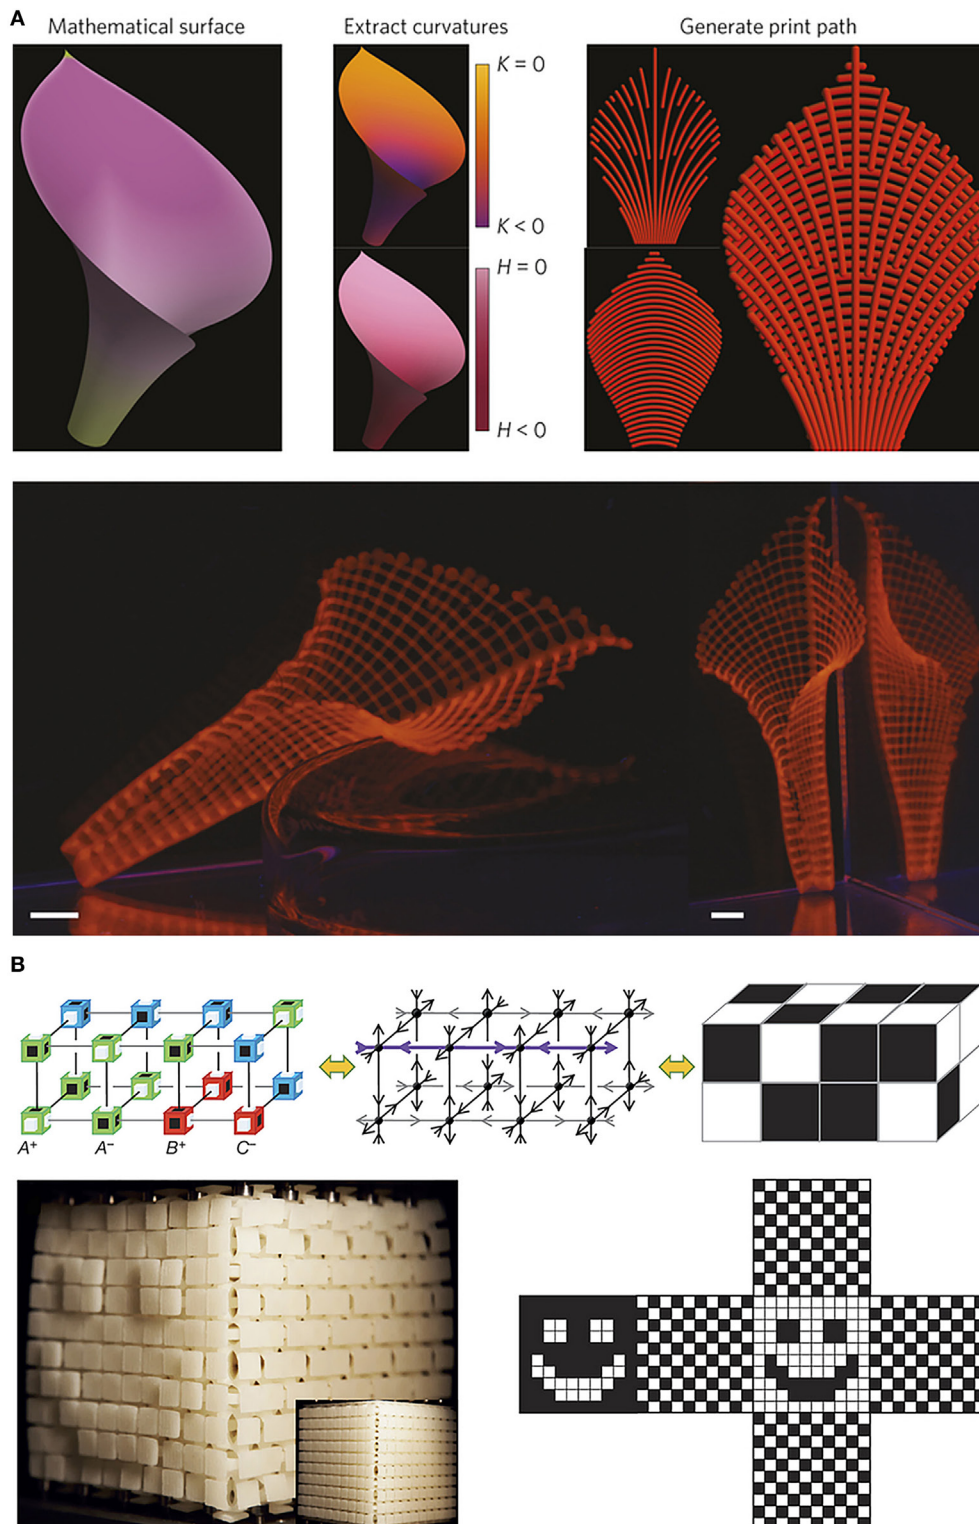 A
Mathematical surface
Extract curvatures
Generate print path
K = 0
K < 0
H = 0
H < 0
B
A⁺
A⁻
B⁺
C⁻